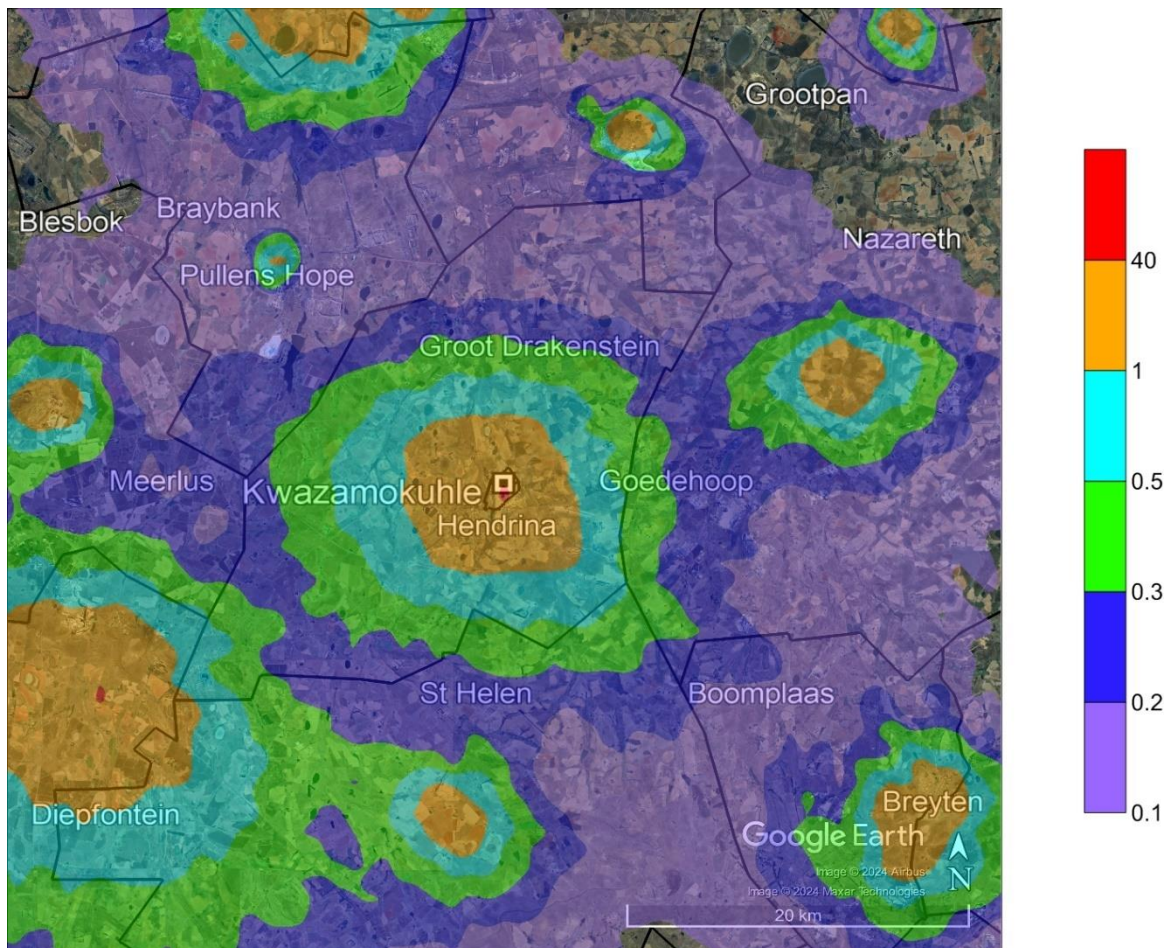 Grootpan
Braybank
Blesbok
Nazareth
Pullens Hope
40
Groot Drakenstein
1
Meerlus
Kwazamokuhle
Goedehoop
0.5
Hendrina
0.3
St Helen
Boomplaas
0.2
Diepfontein
Breyten
0.1
Google Earth
Image © 2024 Airbus
Image © 2024 Maxar Technologies
N
20 km